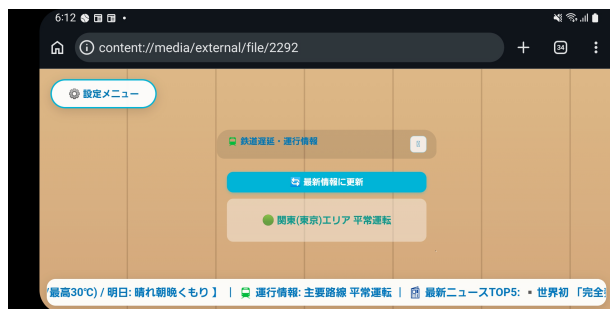 6:12
content://media/external/file/2292
34
設定メニュー
鉄道遅延・運行情報
最新情報に更新
関東(東京)エリア 平常運転
/最高30℃) / 明日: 晴れ朝晩くもり 】 | 運行情報: 主要路線 平常運転 | 最新ニュースTOP5: ▪ 世界初 「完全